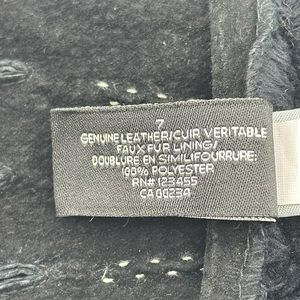 7
GENUINE LEATHER/CUIR VERITABLE
FAUX FUR LINING/
DOUBLURE EN SIMILIFOURRURE:
100% POLYESTER
RN# 123455
CA 00234